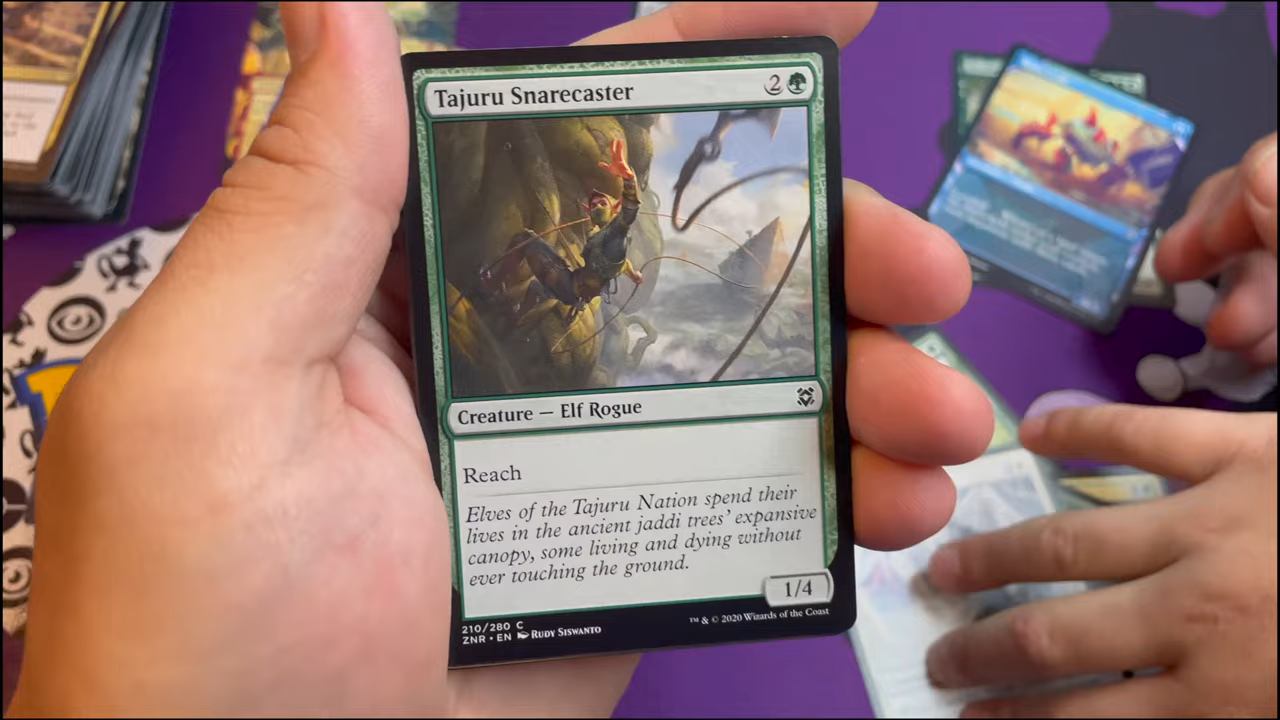 Tajuru Snarecaster 2
Creature — Elf Rogue
Reach
Elves of the Tajuru Nation spend their
lives in the ancient jaddi trees' expansive
canopy, some living and dying without
ever touching the ground.
1/4
210/280 C
ZNR • EN Rudy Siswanto
™ & © 2020 Wizards of the Coast